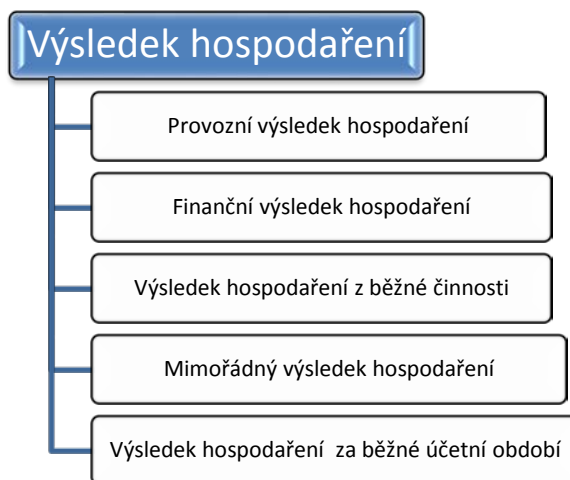 Výsledek hospodaření
Provozní výsledek hospodaření
Finanční výsledek hospodaření
Výsledek hospodaření z běžné činnosti
Mimořádný výsledek hospodaření
Výsledek hospodaření  za běžné účetní období